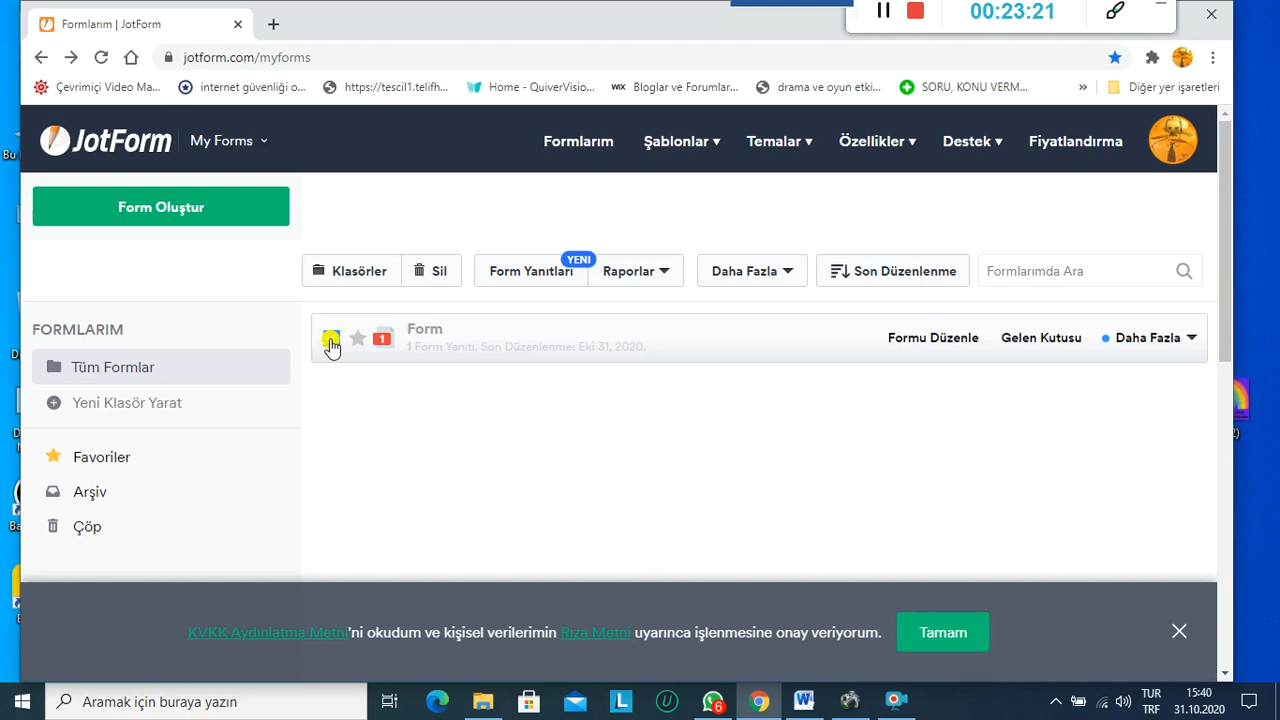 00:23:21
Formlarım | JotForm
jotform.com/myforms
Çevrimiçi Video Ma...
internet güvenliği o...
https://tescil1.telifh...
Home - QuiverVisio...
WIX Bloglar ve Forumlar...
drama ve oyun etki...
SORU, KONU VERM...
»
Diğer yer işaretleri
JotForm
My Forms
Formlarım
Şablonlar
Temalar
Özellikler
Destek
Fiyatlandırma
Form Oluştur
Klasörler
Sil
Form Yanıtları
YENİ
Raporlar
Daha Fazla
Son Düzenlenme
Formlarımda Ara
FORMLARIM
Tüm Formlar
Yeni Klasör Yarat
Favoriler
Arşiv
Çöp
1
Form
1 Form Yanıtı. Son Düzenlenme: Eki 31, 2020.
Formu Düzenle
Gelen Kutusu
Daha Fazla
KVKK Aydınlatma Metni'ni okudum ve kişisel verilerimin Rıza Metni uyarınca işlenmesine onay veriyorum.
Tamam
Aramak için buraya yazın
6
TUR
TRF
15:40
31.10.2020